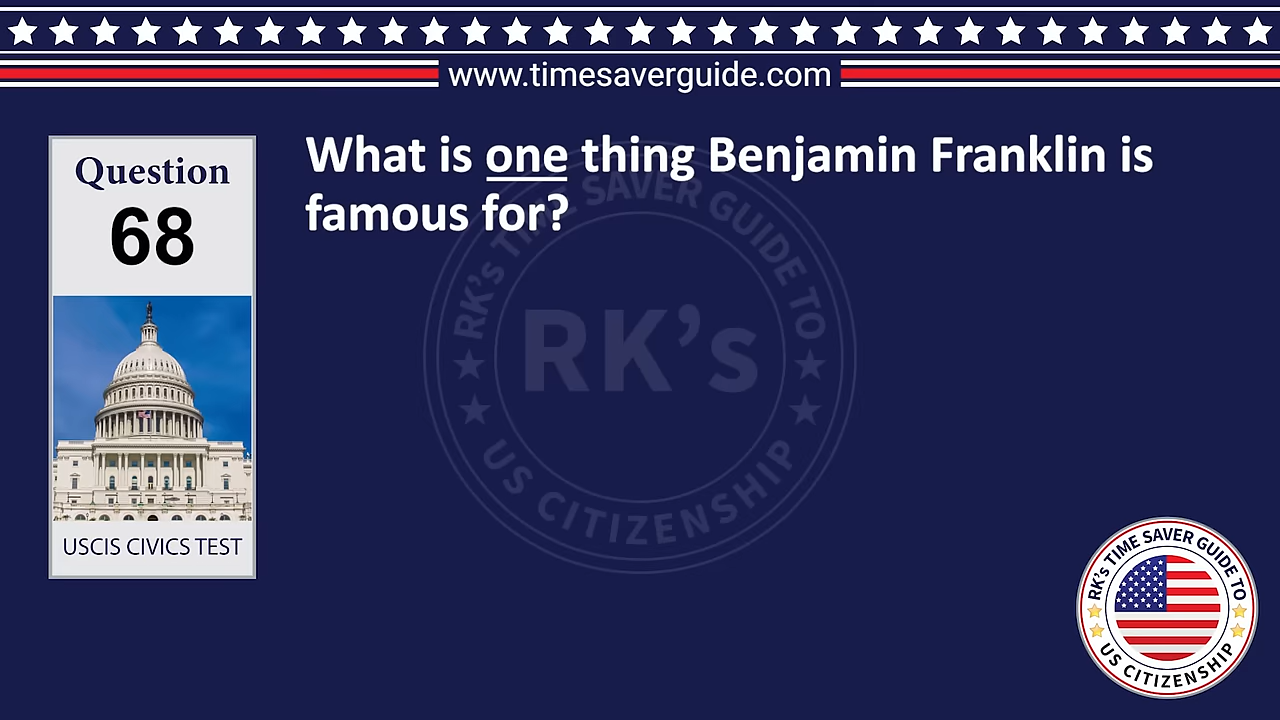 www.timesaverguide.com
Question
68
USCIS CIVICS TEST
What is one thing Benjamin Franklin is
famous for?
RK's TIME SAVER GUIDE TO
RK's
US CITIZENSHIP
RK's TIME SAVER GUIDE TO
US CITIZENSHIP